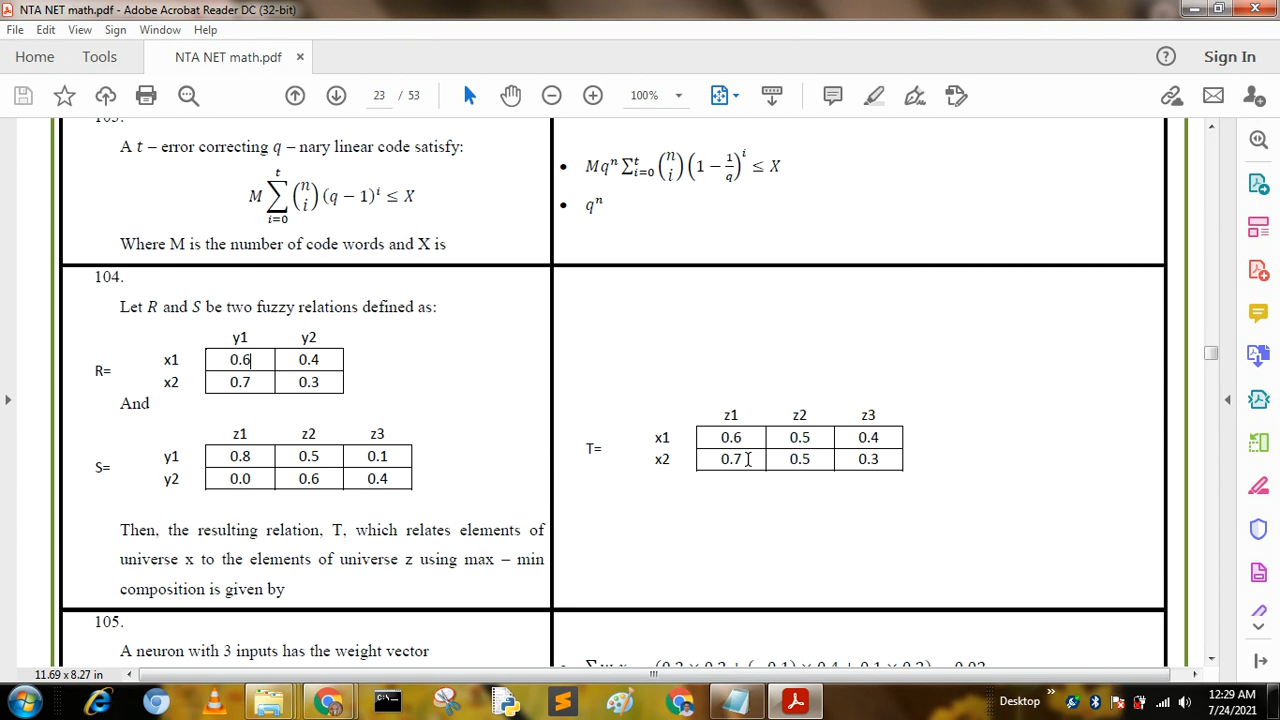 NTA NET math.pdf - Adobe Acrobat Reader DC (32-bit)
File Edit View Sign Window Help
Home Tools NTA NET math.pdf × Sign In
23 / 53 100%
A t – error correcting q – nary linear code satisfy:
M ∑_{i=0}^{t} (n i) (q − 1)^i ≤ X
Where M is the number of code words and X is
• Mq^n ∑_{i=0}^{t} (n i) (1 − 1/q)^i ≤ X
• q^n
104.
Let R and S be two fuzzy relations defined as:
y1 y2
R= x1 0.6 0.4
x2 0.7 0.3
And
z1 z2 z3
S= y1 0.8 0.5 0.1
y2 0.0 0.6 0.4
Then, the resulting relation, T, which relates elements of
universe x to the elements of universe z using max – min
composition is given by
z1 z2 z3
T= x1 0.6 0.5 0.4
x2 0.7 0.5 0.3
105.
A neuron with 3 inputs has the weight vector
11.69 x 8.27 in
Desktop »
12:29 AM
7/24/2021